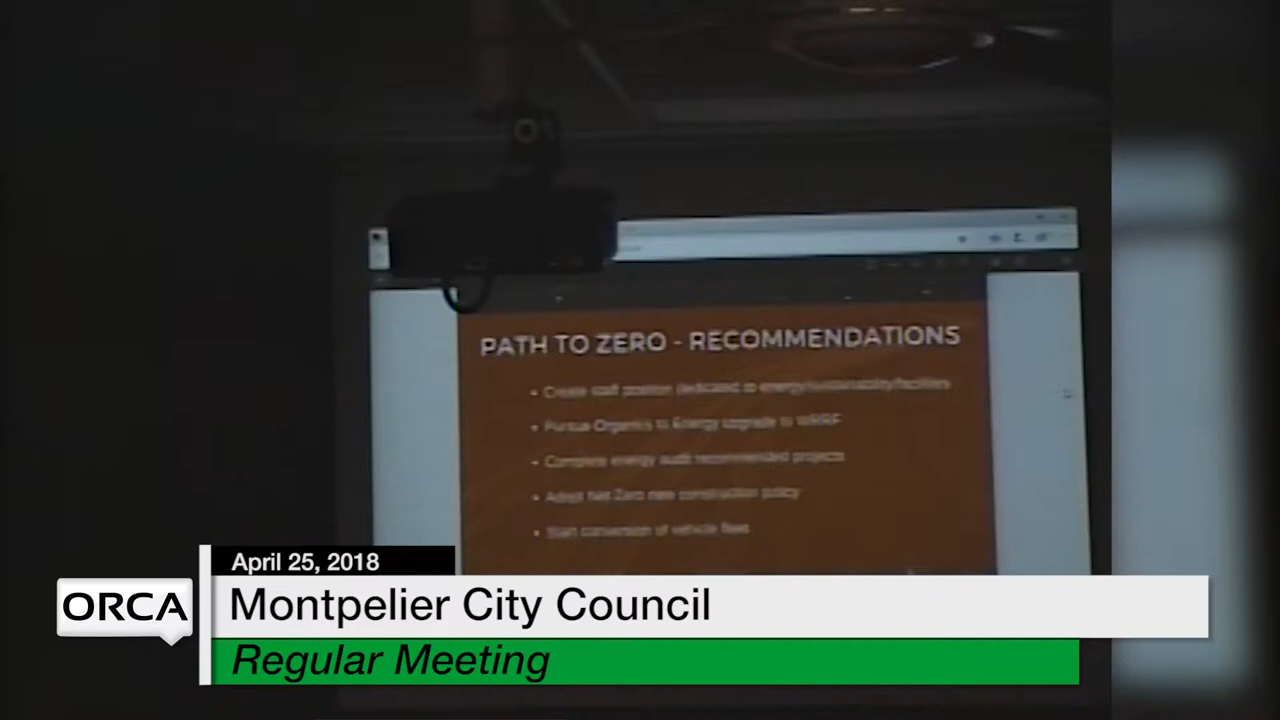 PATH TO ZERO - RECOMMENDATIONS
• Create staff position dedicated to energy/sustainability/facilities
• Pursue Organics to Energy upgrade to WRRF
• Complete energy audit recommended projects
• Adopt Net Zero new construction policy
• Start conversion of vehicle fleet
April 25, 2018
ORCA
Montpelier City Council
Regular Meeting